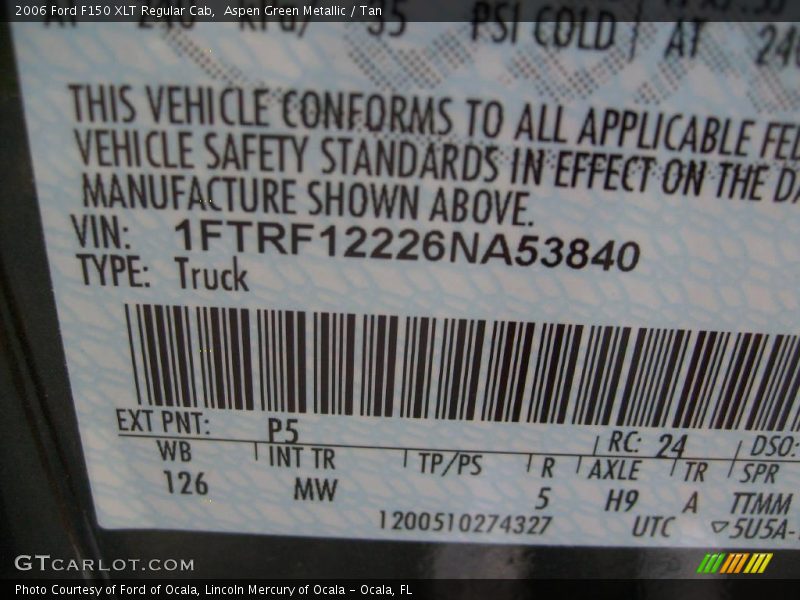 2006 Ford F150 XLT Regular Cab, Aspen Green Metallic / Tan
PSI COLD AT
THIS VEHICLE CONFORMS TO ALL APPLICABLE
VEHICLE SAFETY STANDARDS IN EFFECT ON THE
MANUFACTURE SHOWN ABOVE.
VIN: 1FTRF12226NA53840
TYPE: Truck
EXT PNT: P5 RC: 24 DSO:
WB INT TR TP/PS R AXLE TR SPR
126 MW 5 H9 A TTMM
1200510274327 UTC ▽5U5A-
GTCARLOT.COM
Photo Courtesy of Ford of Ocala, Lincoln Mercury of Ocala - Ocala, FL